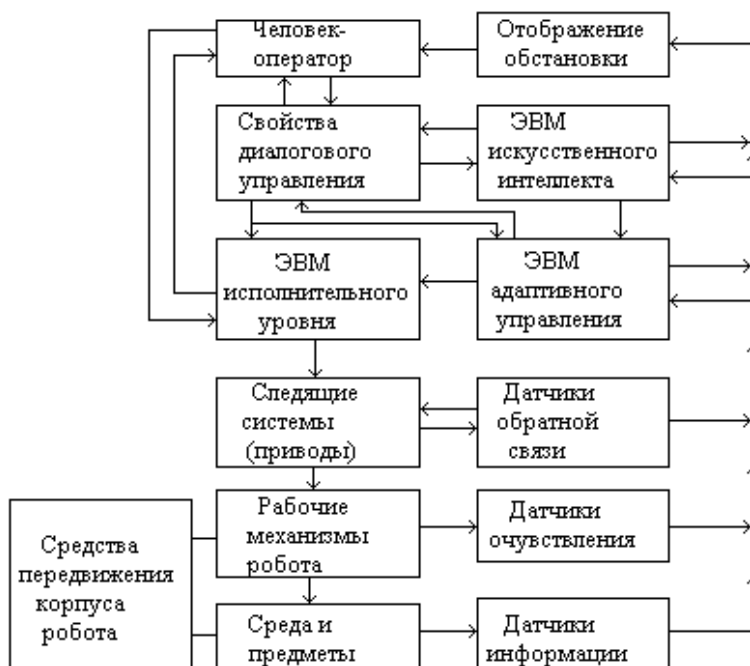 Человек-
оператор
Отображение
обстановки
Свойства
диалогового
управления
ЭВМ
искусственного
интеллекта
ЭВМ
исполнительного
уровня
ЭВМ
адаптивного
управления
Следящие
системы
(приводы)
Датчики
обратной
связи
Рабочие
механизмы
робота
Датчики
очувствления
Средства
передвижения
корпуса
робота
Среда и
предметы
Датчики
информации